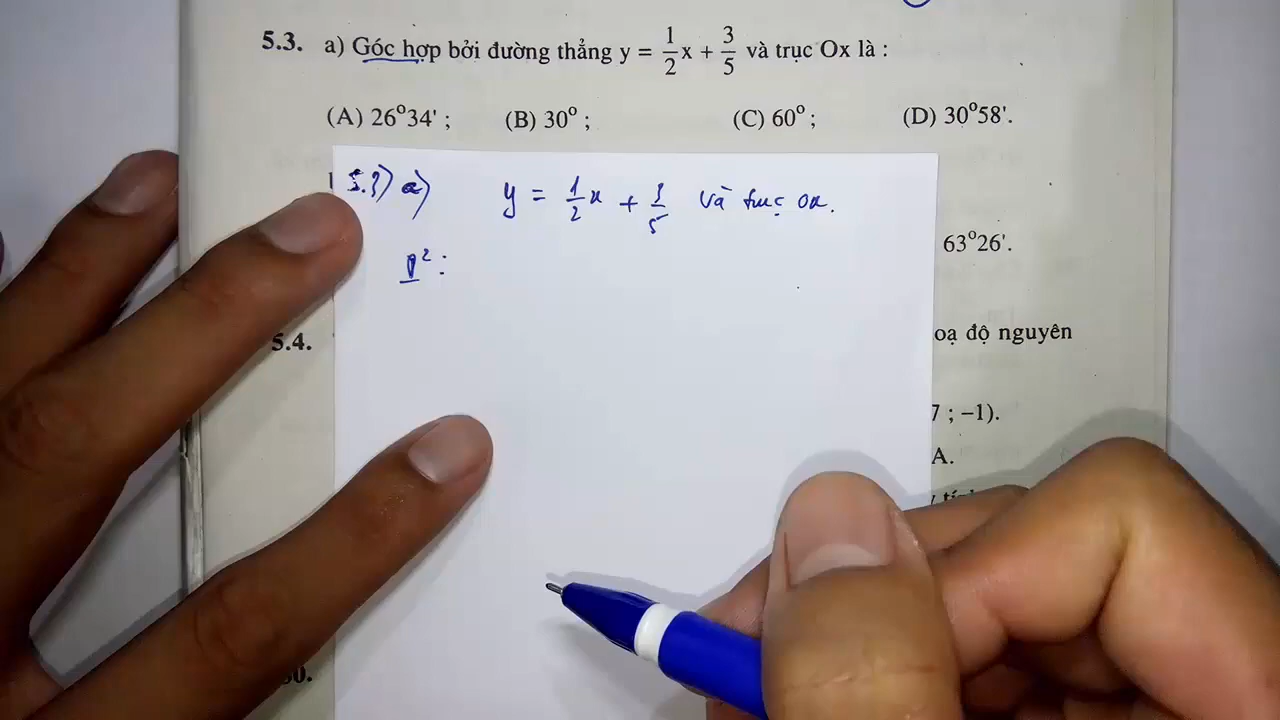 5.3. a) Góc hợp bởi đường thẳng y = 1/2 x + 3/5 và trục Ox là :
(A) 26°34' ; (B) 30° ; (C) 60° ; (D) 30°58'.
5.3) a) y = 1/2 x + 3/5 và trục Ox.
63°26'.
5.4. oạ độ nguyên
7 ; –1).
A.